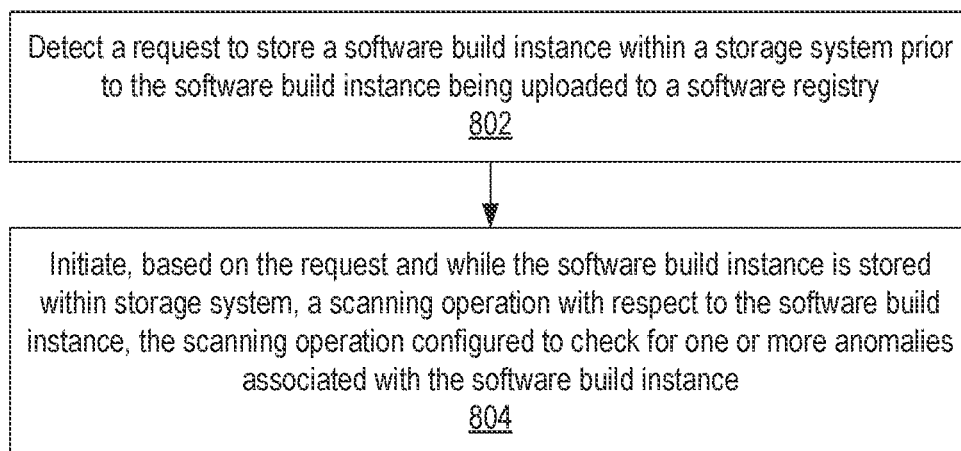 Detect a request to store a software build instance within a storage system prior
to the software build instance being uploaded to a software registry
802
Initiate, based on the request and while the software build instance is stored
within storage system, a scanning operation with respect to the software build
instance, the scanning operation configured to check for one or more anomalies
associated with the software build instance
804